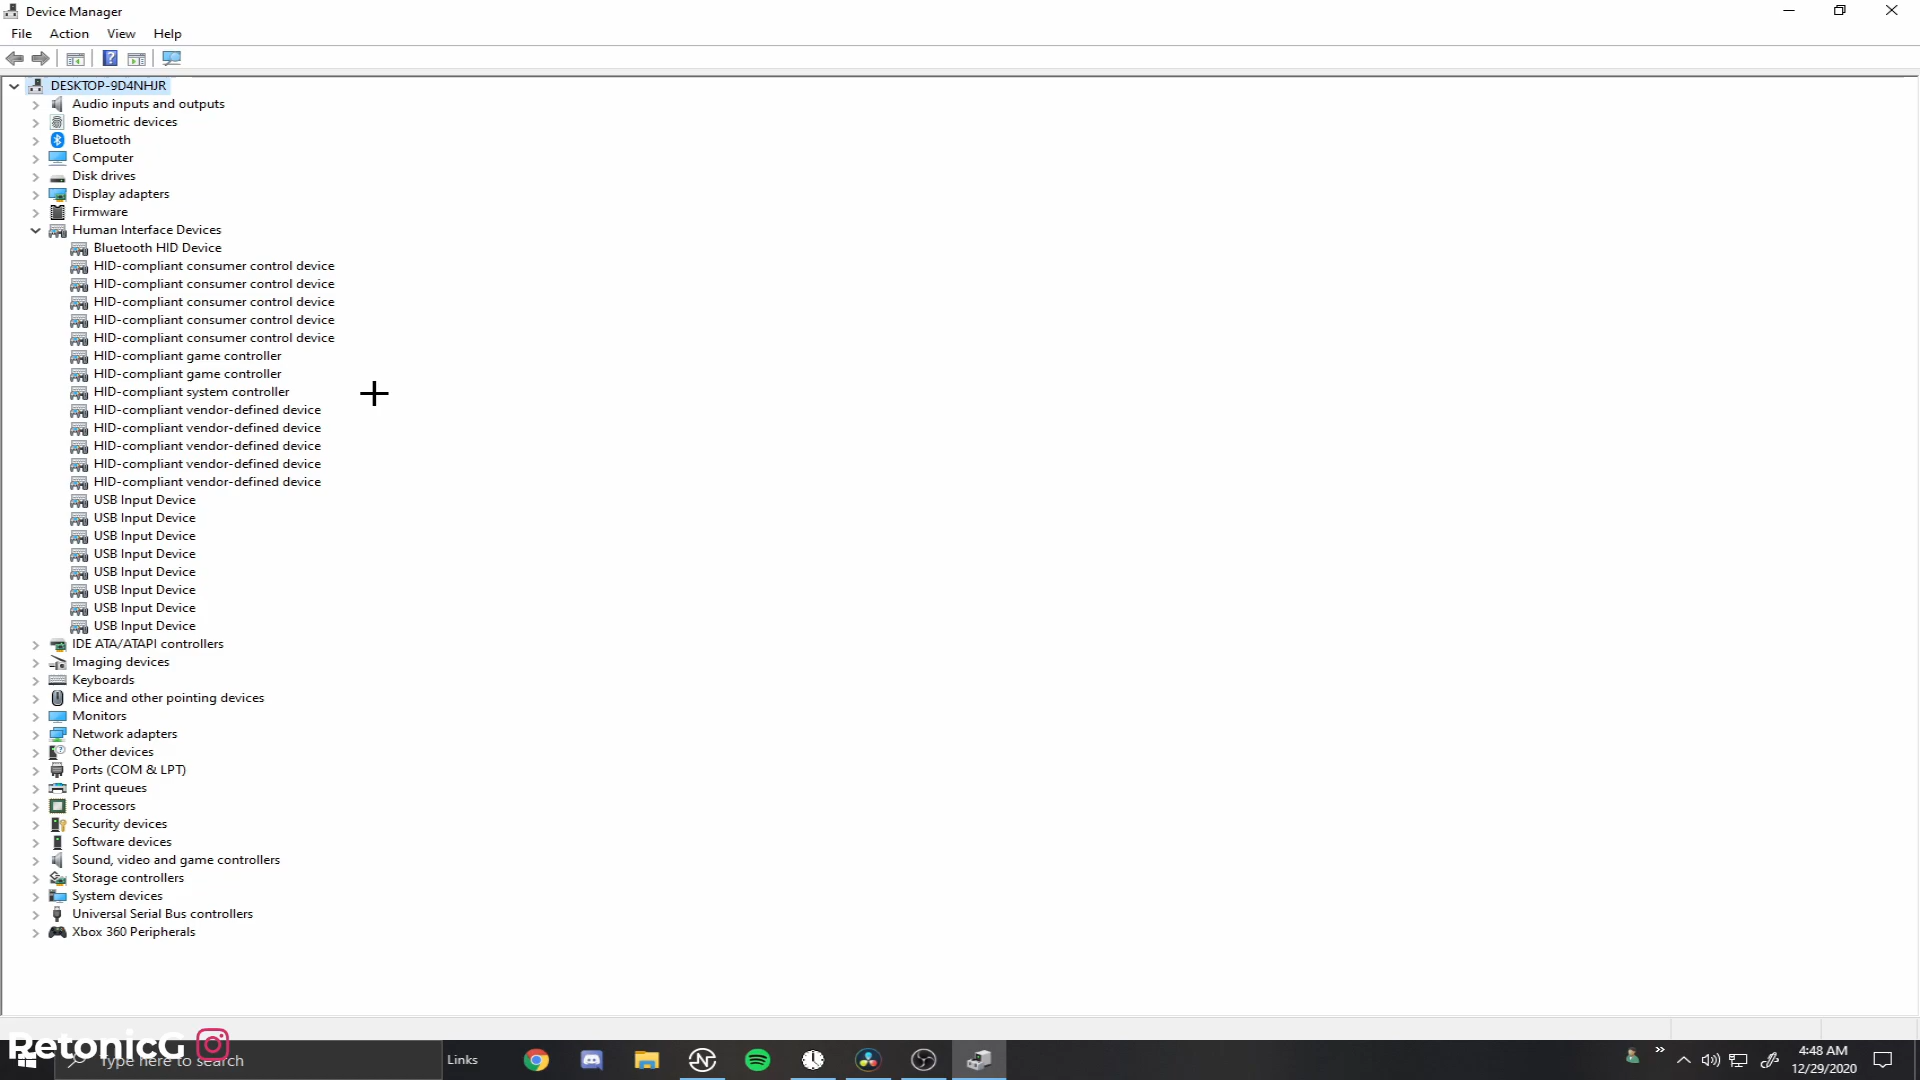 Device Manager
File Action View Help
DESKTOP-9D4NHJR
Audio inputs and outputs
Biometric devices
Bluetooth
Computer
Disk drives
Display adapters
Firmware
Human Interface Devices
Bluetooth HID Device
HID-compliant consumer control device
HID-compliant consumer control device
HID-compliant consumer control device
HID-compliant consumer control device
HID-compliant consumer control device
HID-compliant game controller
HID-compliant game controller
HID-compliant system controller
HID-compliant vendor-defined device
HID-compliant vendor-defined device
HID-compliant vendor-defined device
HID-compliant vendor-defined device
HID-compliant vendor-defined device
USB Input Device
USB Input Device
USB Input Device
USB Input Device
USB Input Device
USB Input Device
USB Input Device
USB Input Device
IDE ATA/ATAPI controllers
Imaging devices
Keyboards
Mice and other pointing devices
Monitors
Network adapters
Other devices
Ports (COM & LPT)
Print queues
Processors
Security devices
Software devices
Sound, video and game controllers
Storage controllers
System devices
Universal Serial Bus controllers
Xbox 360 Peripherals
RetonicG
Type here to search
Links
4:48 AM
12/29/2020